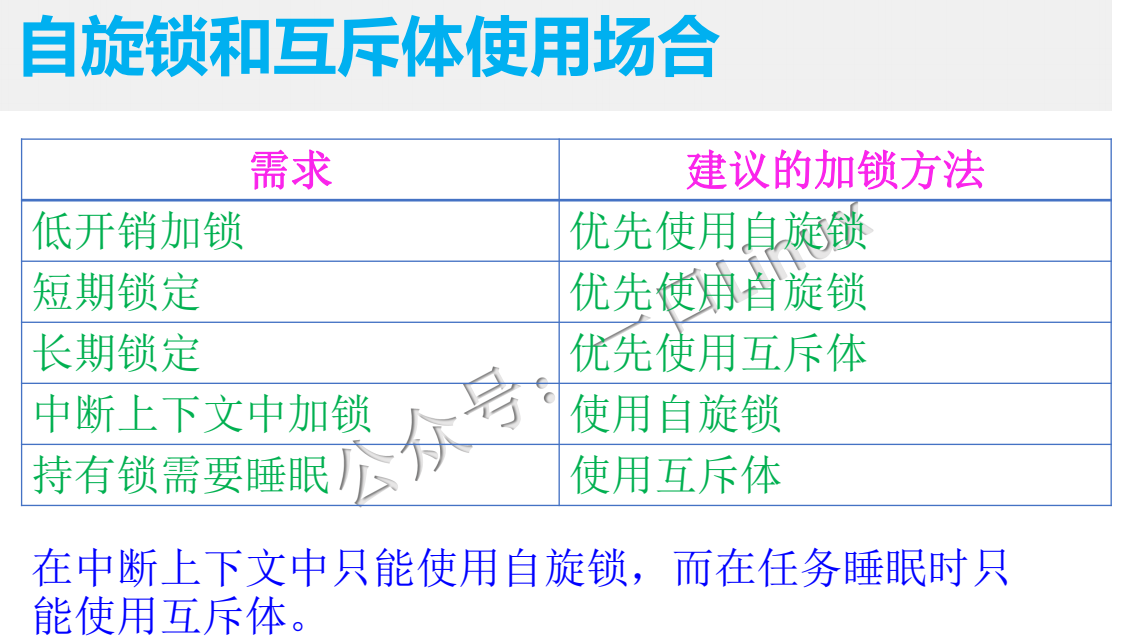 自旋锁和互斥体使用场合
需求 建议的加锁方法
低开销加锁 优先使用自旋锁
短期锁定 优先使用自旋锁
长期锁定 优先使用互斥体
中断上下文中加锁 使用自旋锁
持有锁需要睡眠 使用互斥体
公众号：一口Linux
在中断上下文中只能使用自旋锁，而在任务睡眠时只
能使用互斥体。